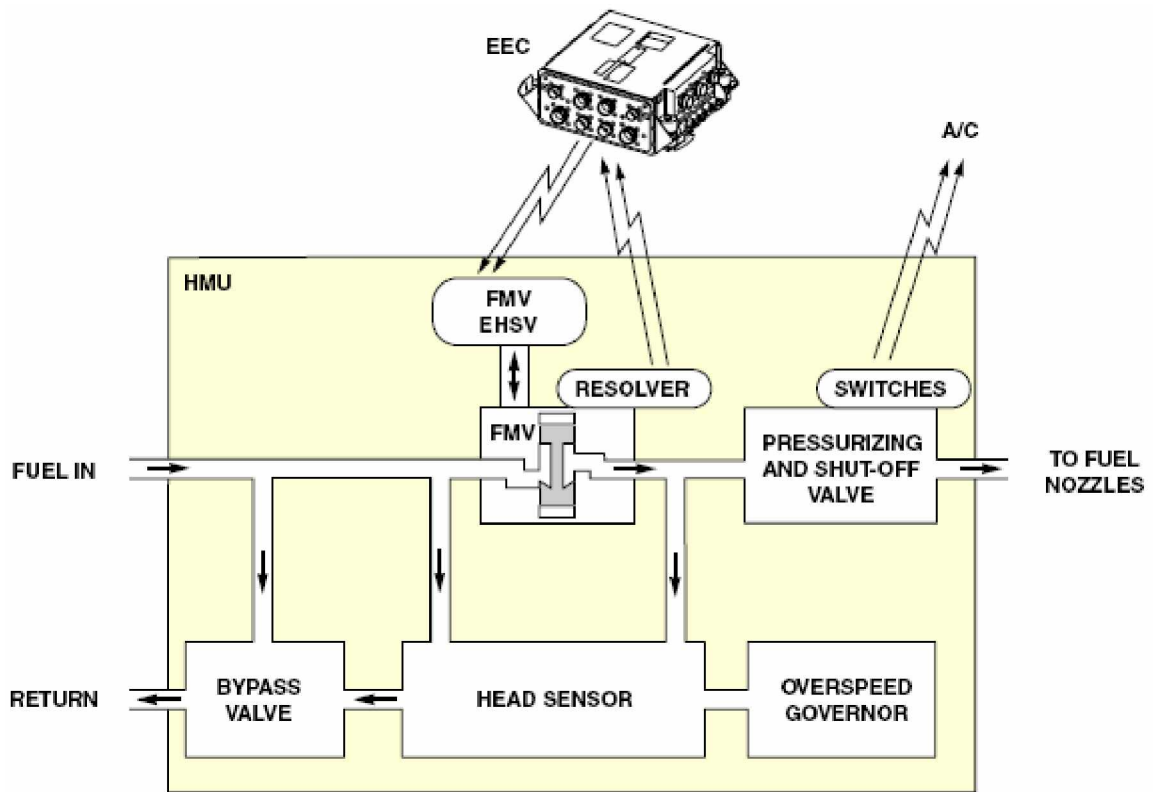 EEC
A/C
HMU
FMV
EHSV
RESOLVER
SWITCHES
FMV
PRESSURIZING
AND SHUT-OFF
VALVE
FUEL IN
TO FUEL
NOZZLES
RETURN
BYPASS
VALVE
HEAD SENSOR
OVERSPEED
GOVERNOR